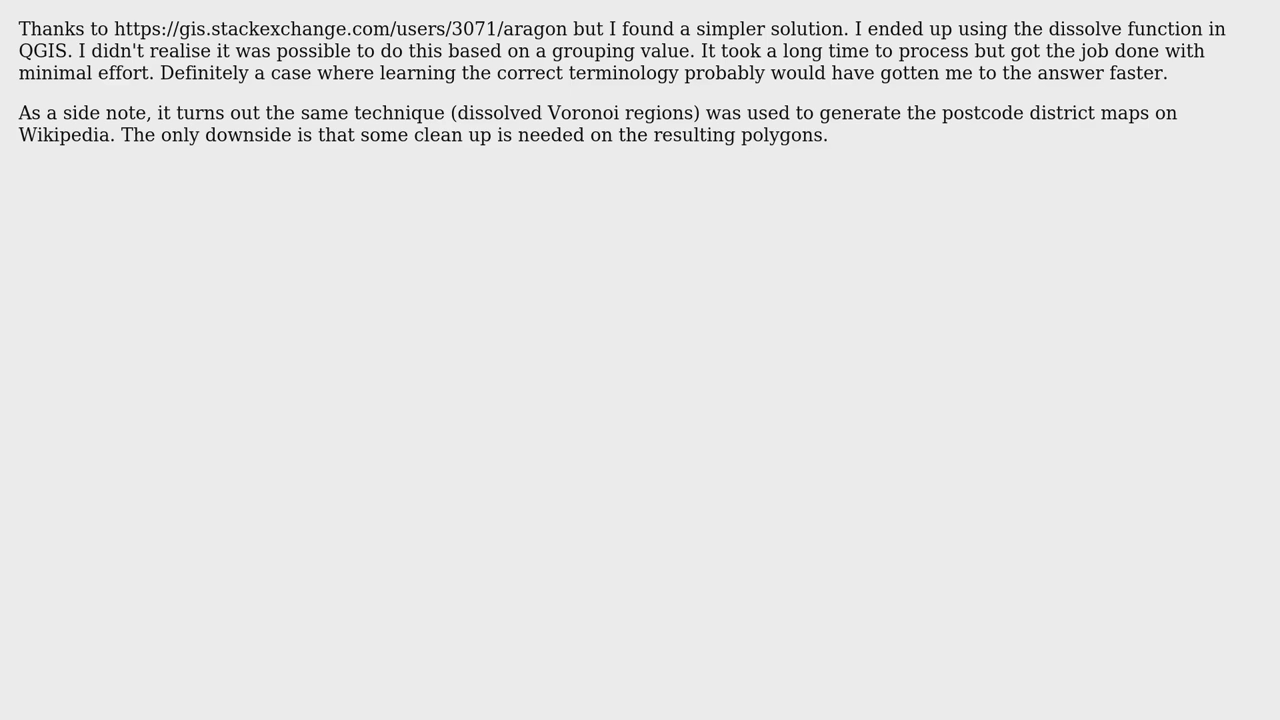 Thanks to https://gis.stackexchange.com/users/3071/aragon but I found a simpler solution. I ended up using the dissolve function in
QGIS. I didn't realise it was possible to do this based on a grouping value. It took a long time to process but got the job done with
minimal effort. Definitely a case where learning the correct terminology probably would have gotten me to the answer faster.
As a side note, it turns out the same technique (dissolved Voronoi regions) was used to generate the postcode district maps on
Wikipedia. The only downside is that some clean up is needed on the resulting polygons.